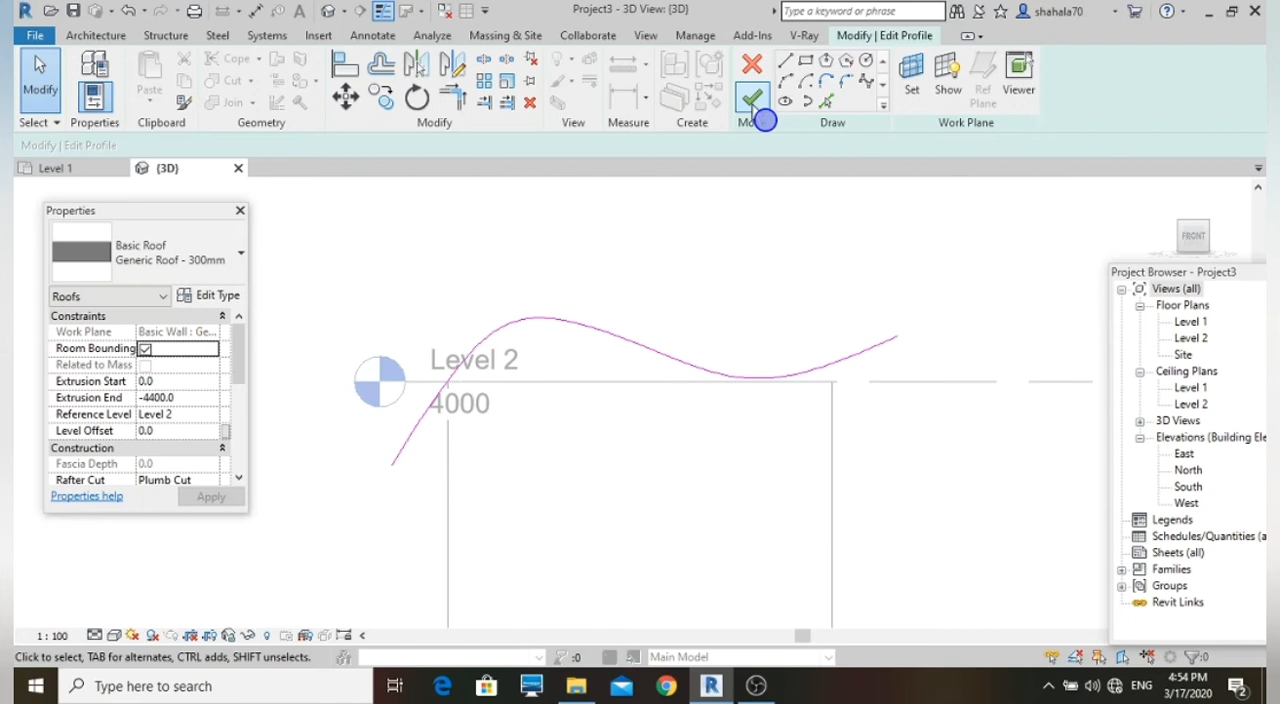 Project3 - 3D View: {3D}
Type a keyword or phrase
shahala70
File Architecture Structure Steel Systems Insert Annotate Analyze Massing & Site Collaborate View Manage Add-Ins V-Ray Modify | Edit Profile
Modify
Properties
Paste
Cope
Cut
Join
Set
Show
Ref
Plane
Viewer
Select
Properties
Clipboard
Geometry
Modify
View
Measure
Create
Draw
Work Plane
Modify | Edit Profile
Level 1
{3D}
Properties
Basic Roof
Generic Roof - 300mm
Roofs
Edit Type
Constraints
Work Plane Basic Wall : Ge...
Room Bounding
Related to Mass
Extrusion Start 0.0
Extrusion End -4400.0
Reference Level Level 2
Level Offset 0.0
Construction
Fascia Depth 0.0
Rafter Cut Plumb Cut
Properties help
Apply
Level 2
4000
FRONT
Project Browser - Project3
Views (all)
Floor Plans
Level 1
Level 2
Site
Ceiling Plans
Level 1
Level 2
3D Views
Elevations (Building Ele
East
North
South
West
Legends
Schedules/Quantities (a
Sheets (all)
Families
Groups
Revit Links
1 : 100
Click to select, TAB for alternates, CTRL adds, SHIFT unselects.
:0
Main Model
:0
Type here to search
ENG
4:54 PM
3/17/2020
2